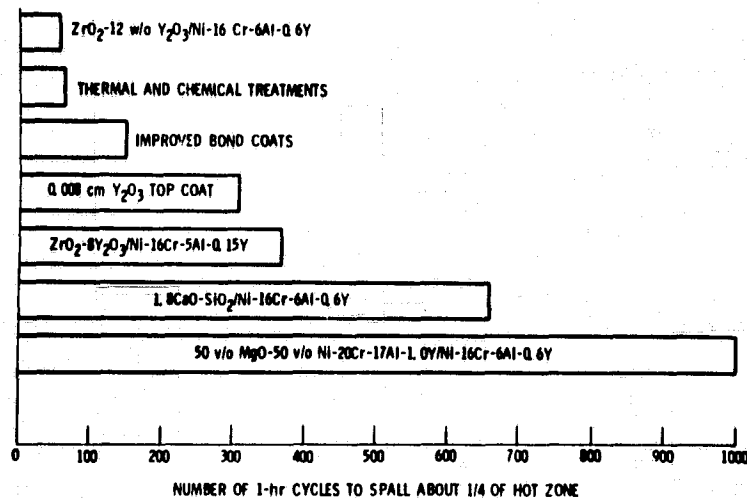 ZrO₂-12 w/o Y₂O₃/Ni-16 Cr-6Al-0.6Y
THERMAL AND CHEMICAL TREATMENTS
IMPROVED BOND COATS
0.008 cm Y₂O₃ TOP COAT
ZrO₂-8Y₂O₃/Ni-16Cr-5Al-0.15Y
1.8CaO-SiO₂/Ni-16Cr-6Al-0.6Y
50 v/o MgO-50 v/o Ni-20Cr-17Al-1.0Y/Ni-16Cr-6Al-0.6Y
0 100 200 300 400 500 600 700 800 900 1000
NUMBER OF 1-hr CYCLES TO SPALL ABOUT 1/4 OF HOT ZONE